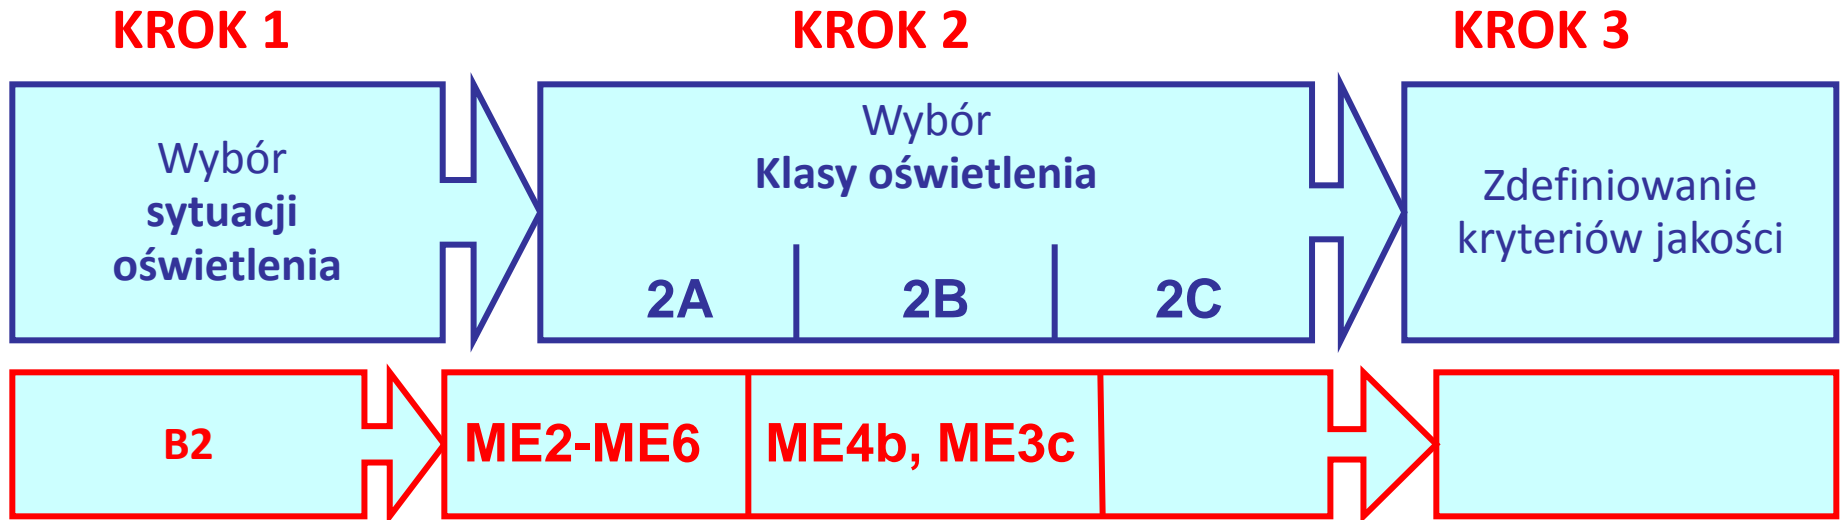 KROK 1
KROK 2
KROK 3
Wybór
sytuacji
oświetlenia
Wybór
Klasy oświetlenia
2A
2B
2C
Zdefiniowanie
kryteriów jakości
B2
ME2-ME6
ME4b, ME3c